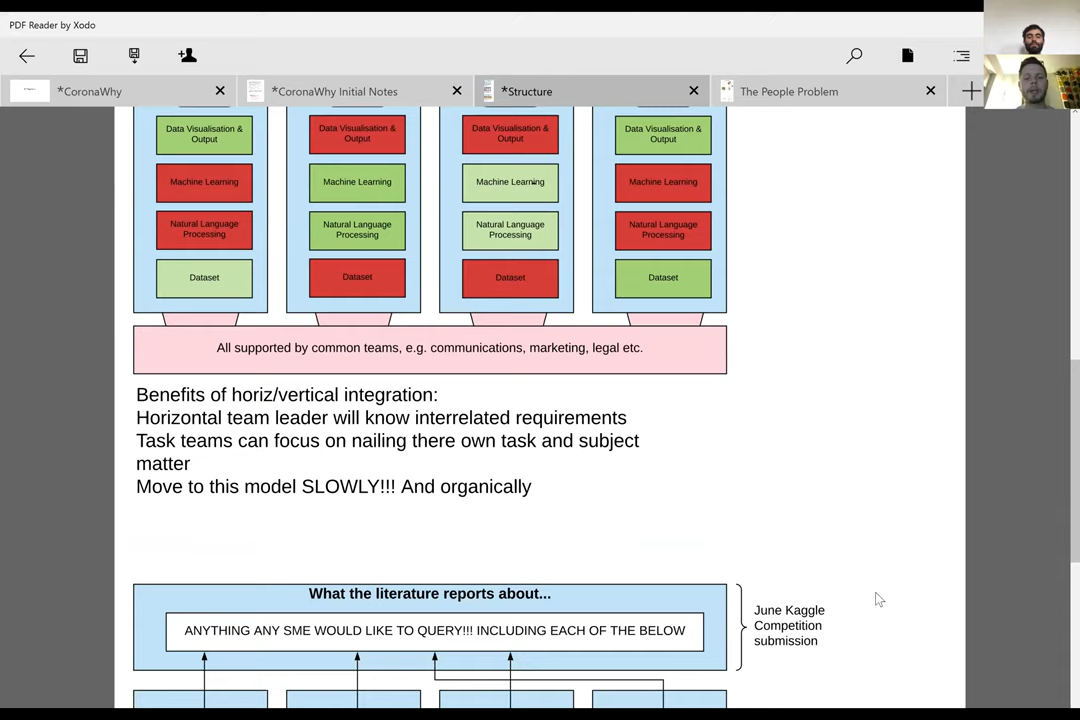 PDF Reader by Xodo
*CoronaWhy
*CoronaWhy Initial Notes
*Structure
The People Problem
Data Visualisation &
Output
Data Visualisation &
Output
Data Visualisation &
Output
Data Visualisation &
Output
Machine Learning
Machine Learning
Machine Learning
Machine Learning
Natural Language
Processing
Natural Language
Processing
Natural Language
Processing
Natural Language
Processing
Dataset
Dataset
Dataset
Dataset
All supported by common teams, e.g. communications, marketing, legal etc.
Benefits of horiz/vertical integration:
Horizontal team leader will know interrelated requirements
Task teams can focus on nailing there own task and subject
matter
Move to this model SLOWLY!!! And organically
What the literature reports about...
ANYTHING ANY SME WOULD LIKE TO QUERY!!! INCLUDING EACH OF THE BELOW
June Kaggle
Competition
submission